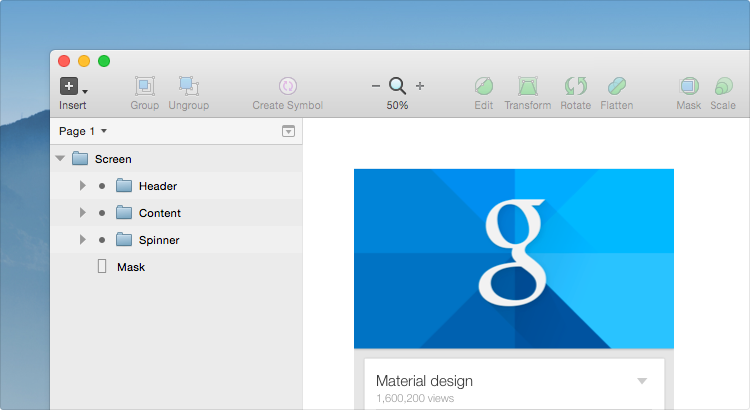 Insert Group Ungroup Create Symbol 50% Edit Transform Rotate Flatten Mask Scale
Page 1
Screen
Header
Content
Spinner
Mask
g
Material design
1,600,200 views